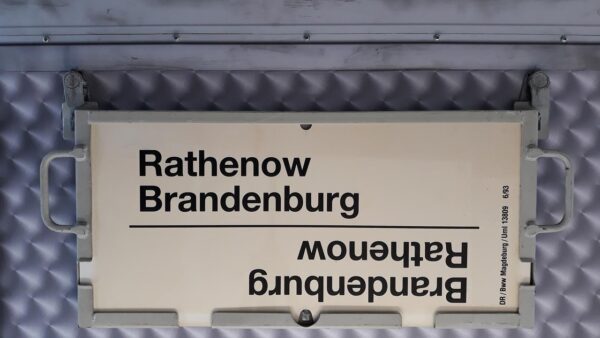 Rathenow
Brandenburg
Brandenburg
Rathenow
DR / Bww Magdeburg / Uml 13809 6/93